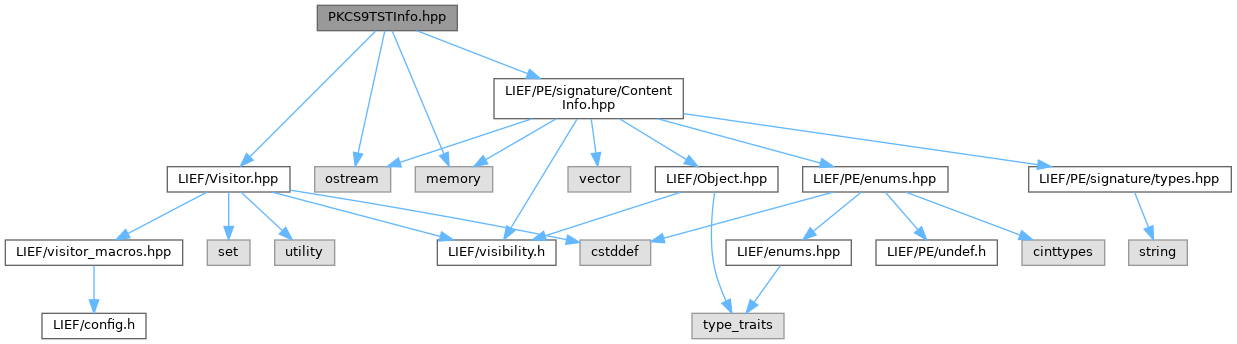 PKCS9TSTInfo.hpp
LIEF/PE/signature/Content
Info.hpp
LIEF/Visitor.hpp
ostream
memory
vector
LIEF/Object.hpp
LIEF/PE/enums.hpp
LIEF/PE/signature/types.hpp
LIEF/visitor_macros.hpp
set
utility
LIEF/visibility.h
cstddef
LIEF/enums.hpp
LIEF/PE/undef.h
cinttypes
string
LIEF/config.h
type_traits